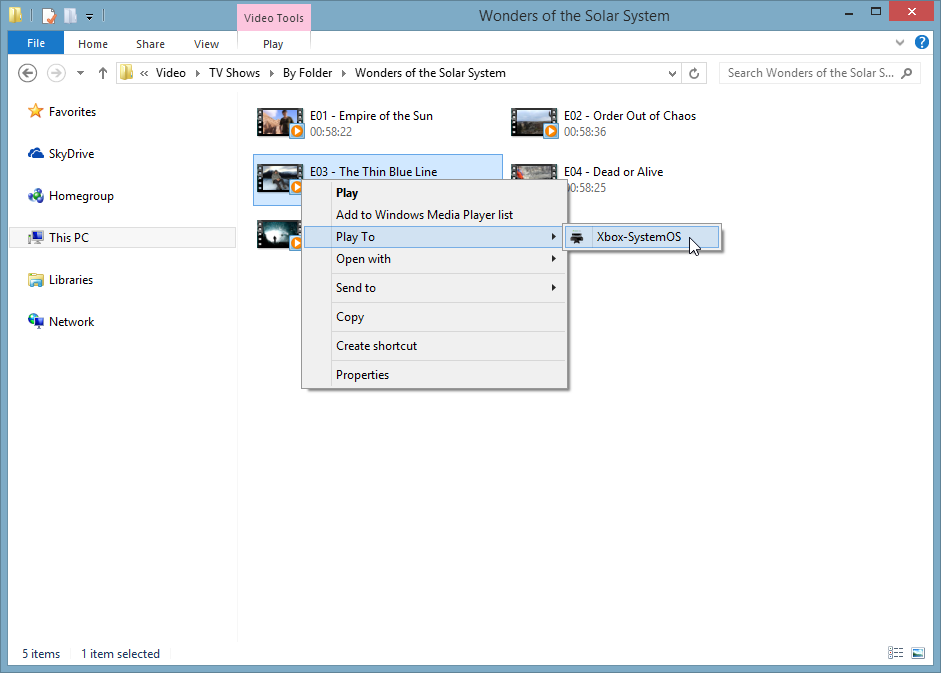 Video Tools
Wonders of the Solar System
File
Home
Share
View
Play
« Video TV Shows By Folder Wonders of the Solar System
Search Wonders of the Solar S...
Favorites
SkyDrive
Homegroup
This PC
Libraries
Network
E01 - Empire of the Sun
00:58:22
E02 - Order Out of Chaos
00:58:36
E03 - The Thin Blue Line
E04 - Dead or Alive
00:58:25
Play
Add to Windows Media Player list
Play To
Xbox-SystemOS
Open with
Send to
Copy
Create shortcut
Properties
5 items
1 item selected